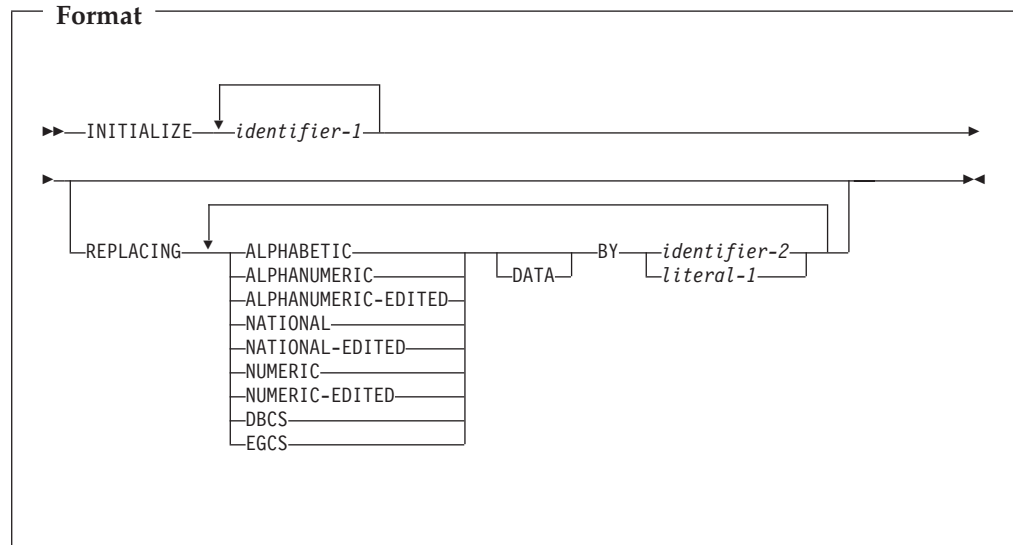 Format
INITIALIZE identifier-1
REPLACING ALPHABETIC DATA BY identifier-2
ALPHANUMERIC literal-1
ALPHANUMERIC-EDITED
NATIONAL
NATIONAL-EDITED
NUMERIC
NUMERIC-EDITED
DBCS
EGCS